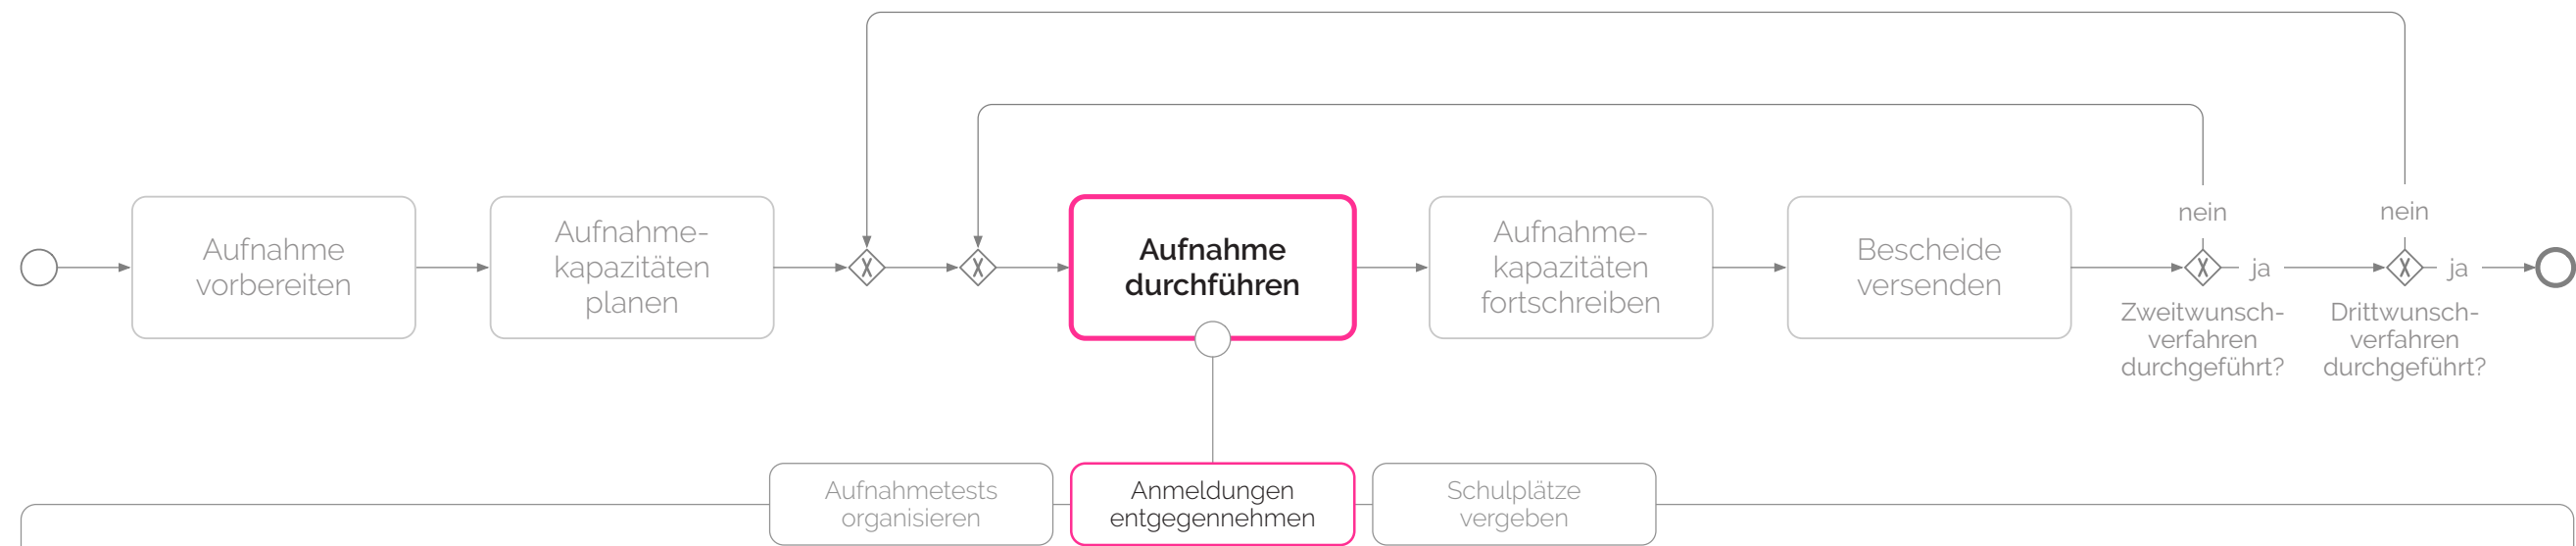 Aufnahme
vorbereiten
Aufnahme-
kapazitäten
planen
X
X
Aufnahme
durchführen
Aufnahme-
kapazitäten
fortschreiben
Bescheide
versenden
nein
X
ja
Zweitwunsch-
verfahren
durchgeführt?
nein
X
ja
Drittwunsch-
verfahren
durchgeführt?
Aufnahmetests
organisieren
Anmeldungen
entgegennehmen
Schulplätze
vergeben